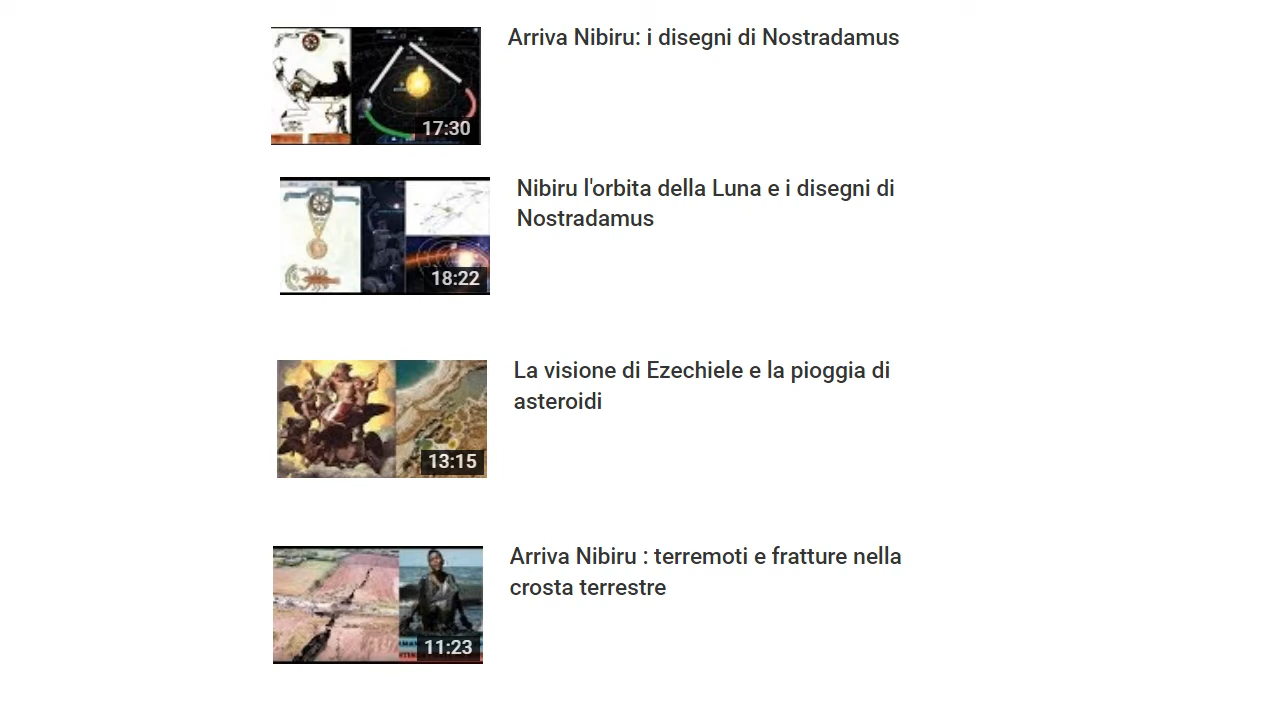 Arriva Nibiru: i disegni di Nostradamus
17:30
Nibiru l'orbita della Luna e i disegni di
Nostradamus
18:22
La visione di Ezechiele e la pioggia di
asteroidi
13:15
Arriva Nibiru : terremoti e fratture nella
crosta terrestre
11:23